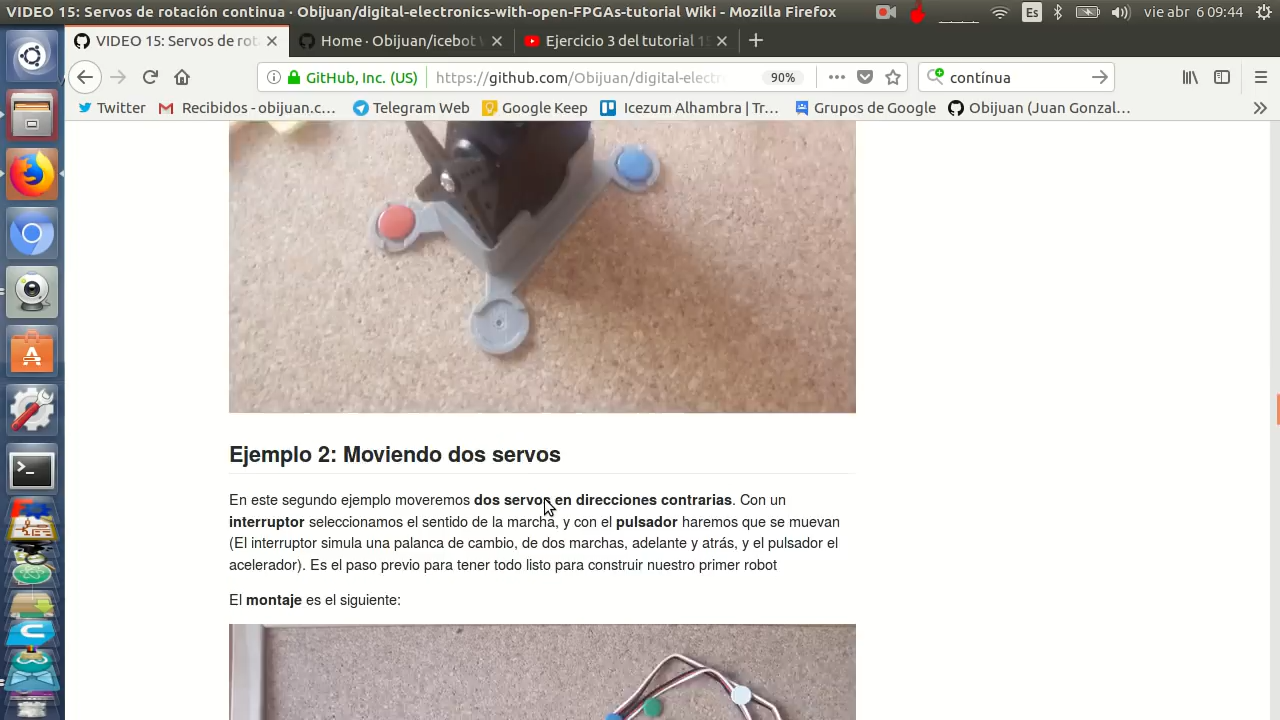 VIDEO 15: Servos de rotación continua · Obijuan/digital-electronics-with-open-FPGAs-tutorial Wiki - Mozilla Firefox
Es
vie abr 6 09:44
VIDEO 15: Servos de rot
Home · Obijuan/icebot
Ejercicio 3 del tutorial 1
GitHub, Inc. (US)
https://github.com/Obijuan/digital-electr
90%
contínua
Twitter
Recibidos - obijuan.c…
Telegram Web
Google Keep
Icezum Alhambra | Tr…
Grupos de Google
Obijuan (Juan Gonzal…
Ejemplo 2: Moviendo dos servos
En este segundo ejemplo moveremos dos servos en direcciones contrarias. Con un
interruptor seleccionamos el sentido de la marcha, y con el pulsador haremos que se muevan
(El interruptor simula una palanca de cambio, de dos marchas, adelante y atrás, y el pulsador el
acelerador). Es el paso previo para tener todo listo para construir nuestro primer robot
El montaje es el siguiente: